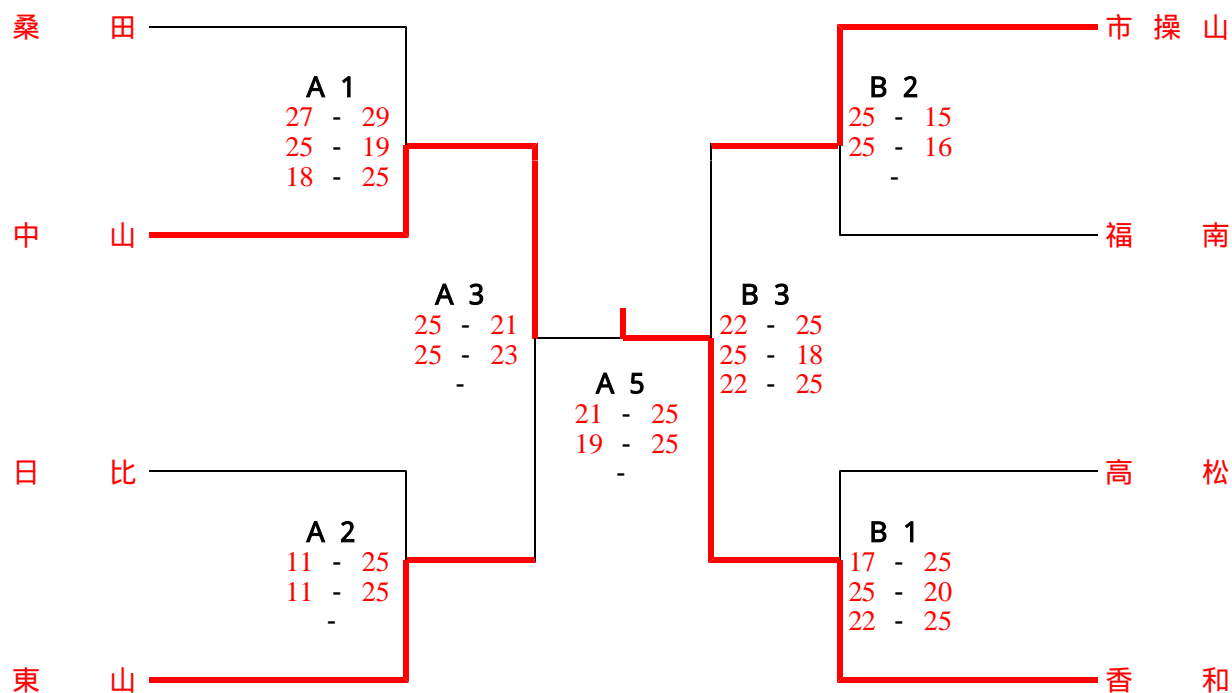 桑 田
市 操 山
A 1
27 - 29
25 - 19
18 - 25
B 2
25 - 15
25 - 16
-
中 山
福 南
A 3
25 - 21
25 - 23
-
B 3
22 - 25
25 - 18
22 - 25
A 5
21 - 25
19 - 25
-
日 比
高 松
A 2
11 - 25
11 - 25
-
B 1
17 - 25
25 - 20
22 - 25
東 山
香 和